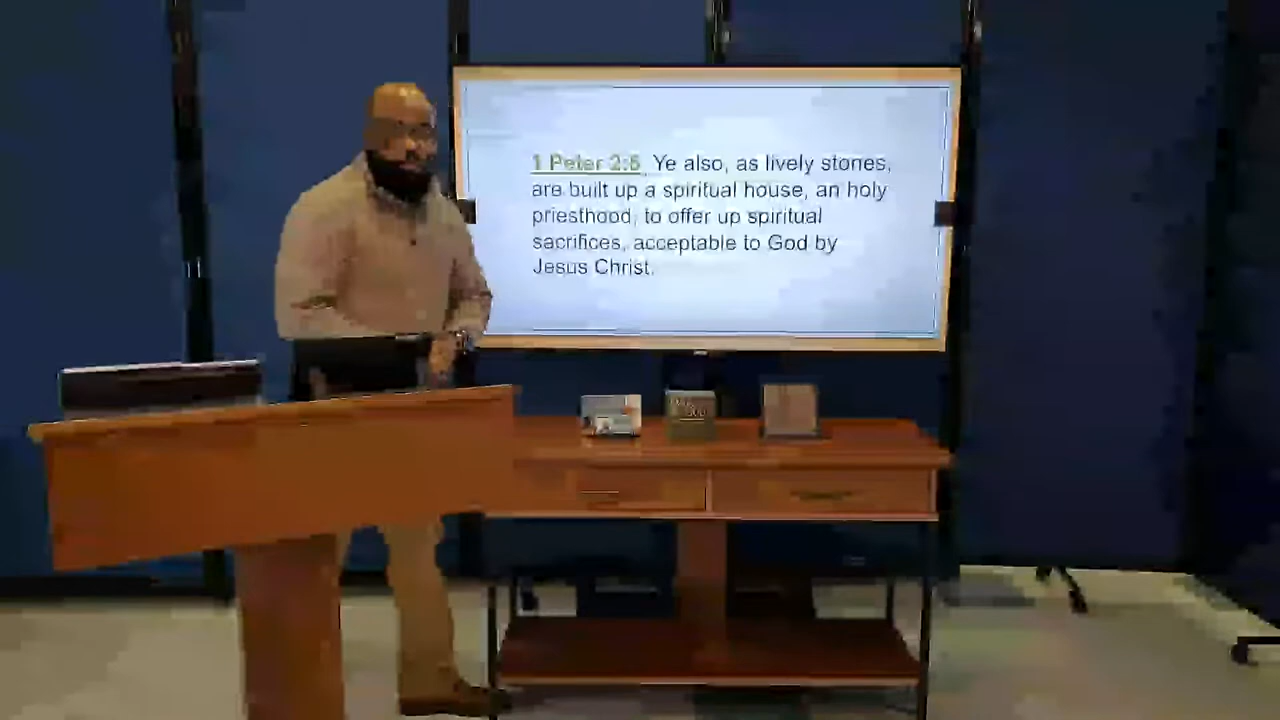 1 Peter 2:5 Ye also, as lively stones,
are built up a spiritual house, an holy
priesthood, to offer up spiritual
sacrifices, acceptable to God by
Jesus Christ.